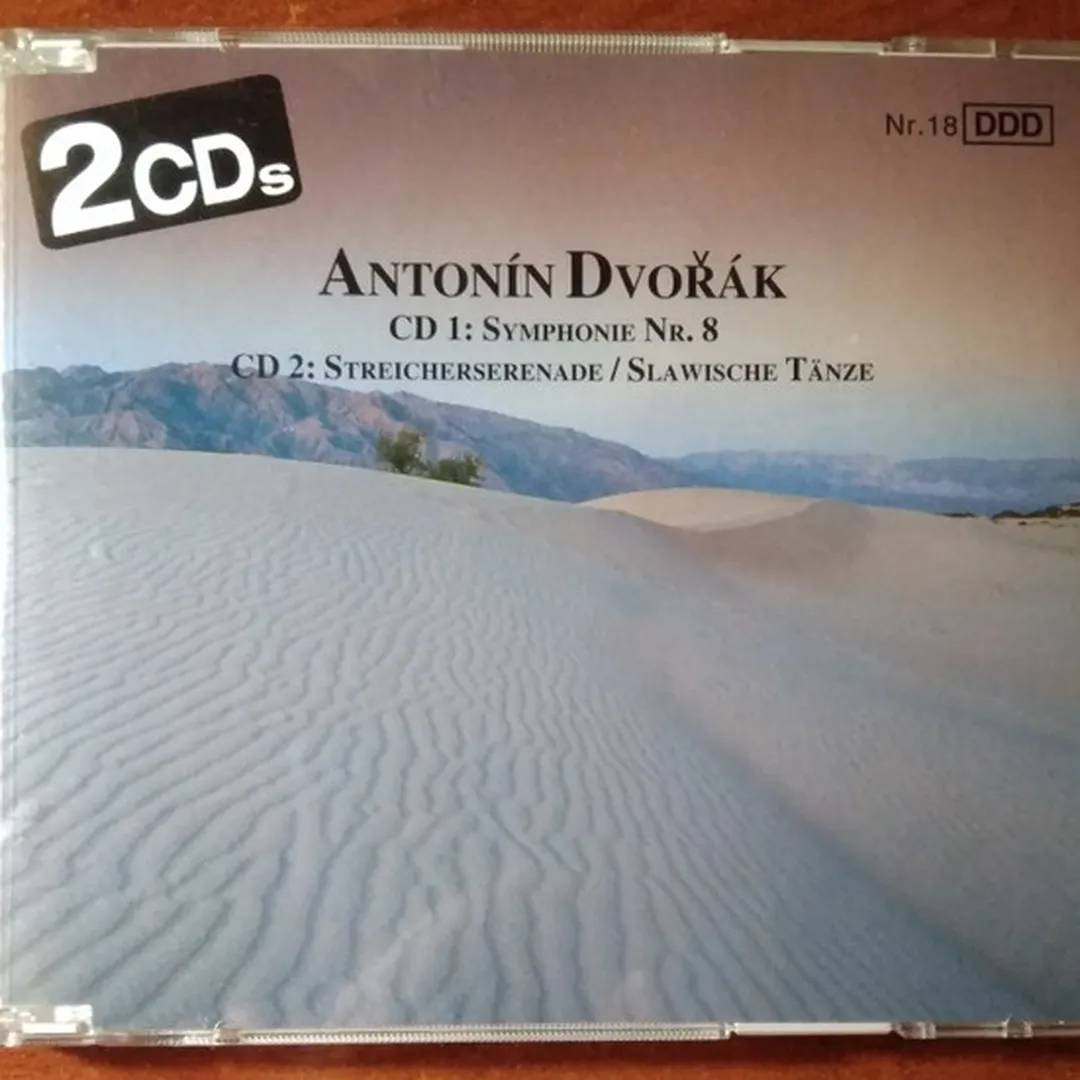 2CDs
Nr.18 DDD
ANTONÍN DVOŘÁK
CD 1: SYMPHONIE NR. 8
CD 2: STREICHERSERENADE / SLAWISCHE TÄNZE